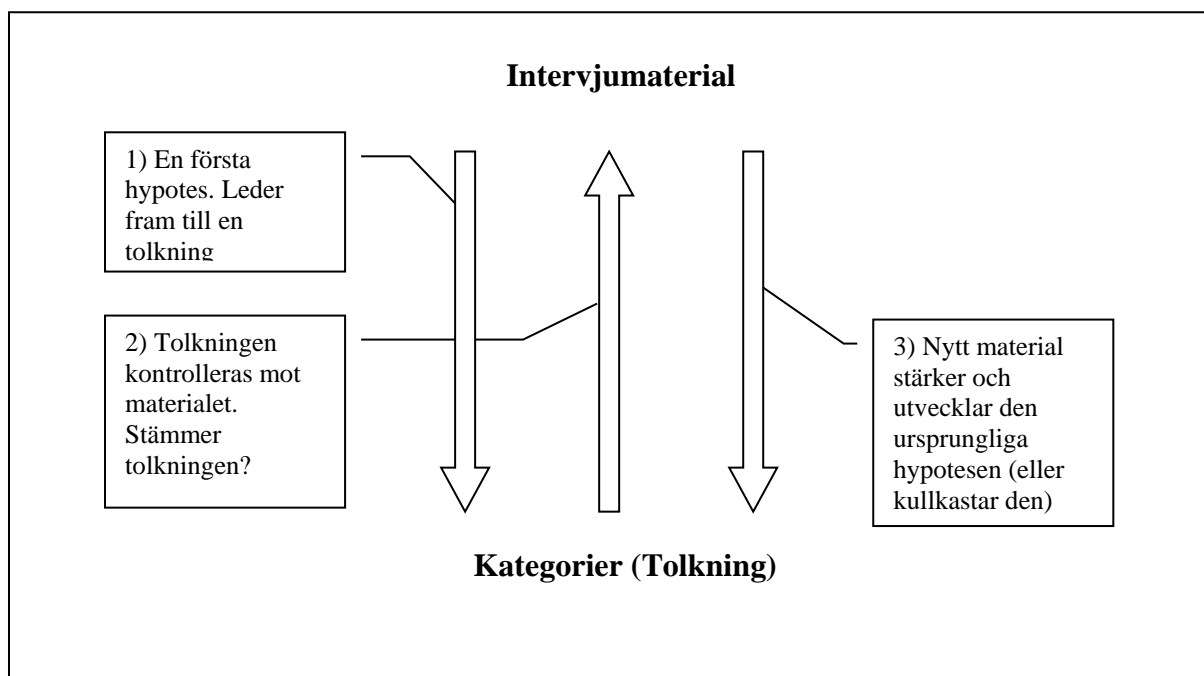 Intervjumaterial
1) En första
hypotes. Leder
fram till en
tolkning
2) Tolkningen
kontrolleras mot
materialet.
Stämmer
tolkningen?
3) Nytt material
stärker och
utvecklar den
ursprungliga
hypotesen (eller
kullkastar den)
Kategorier (Tolkning)